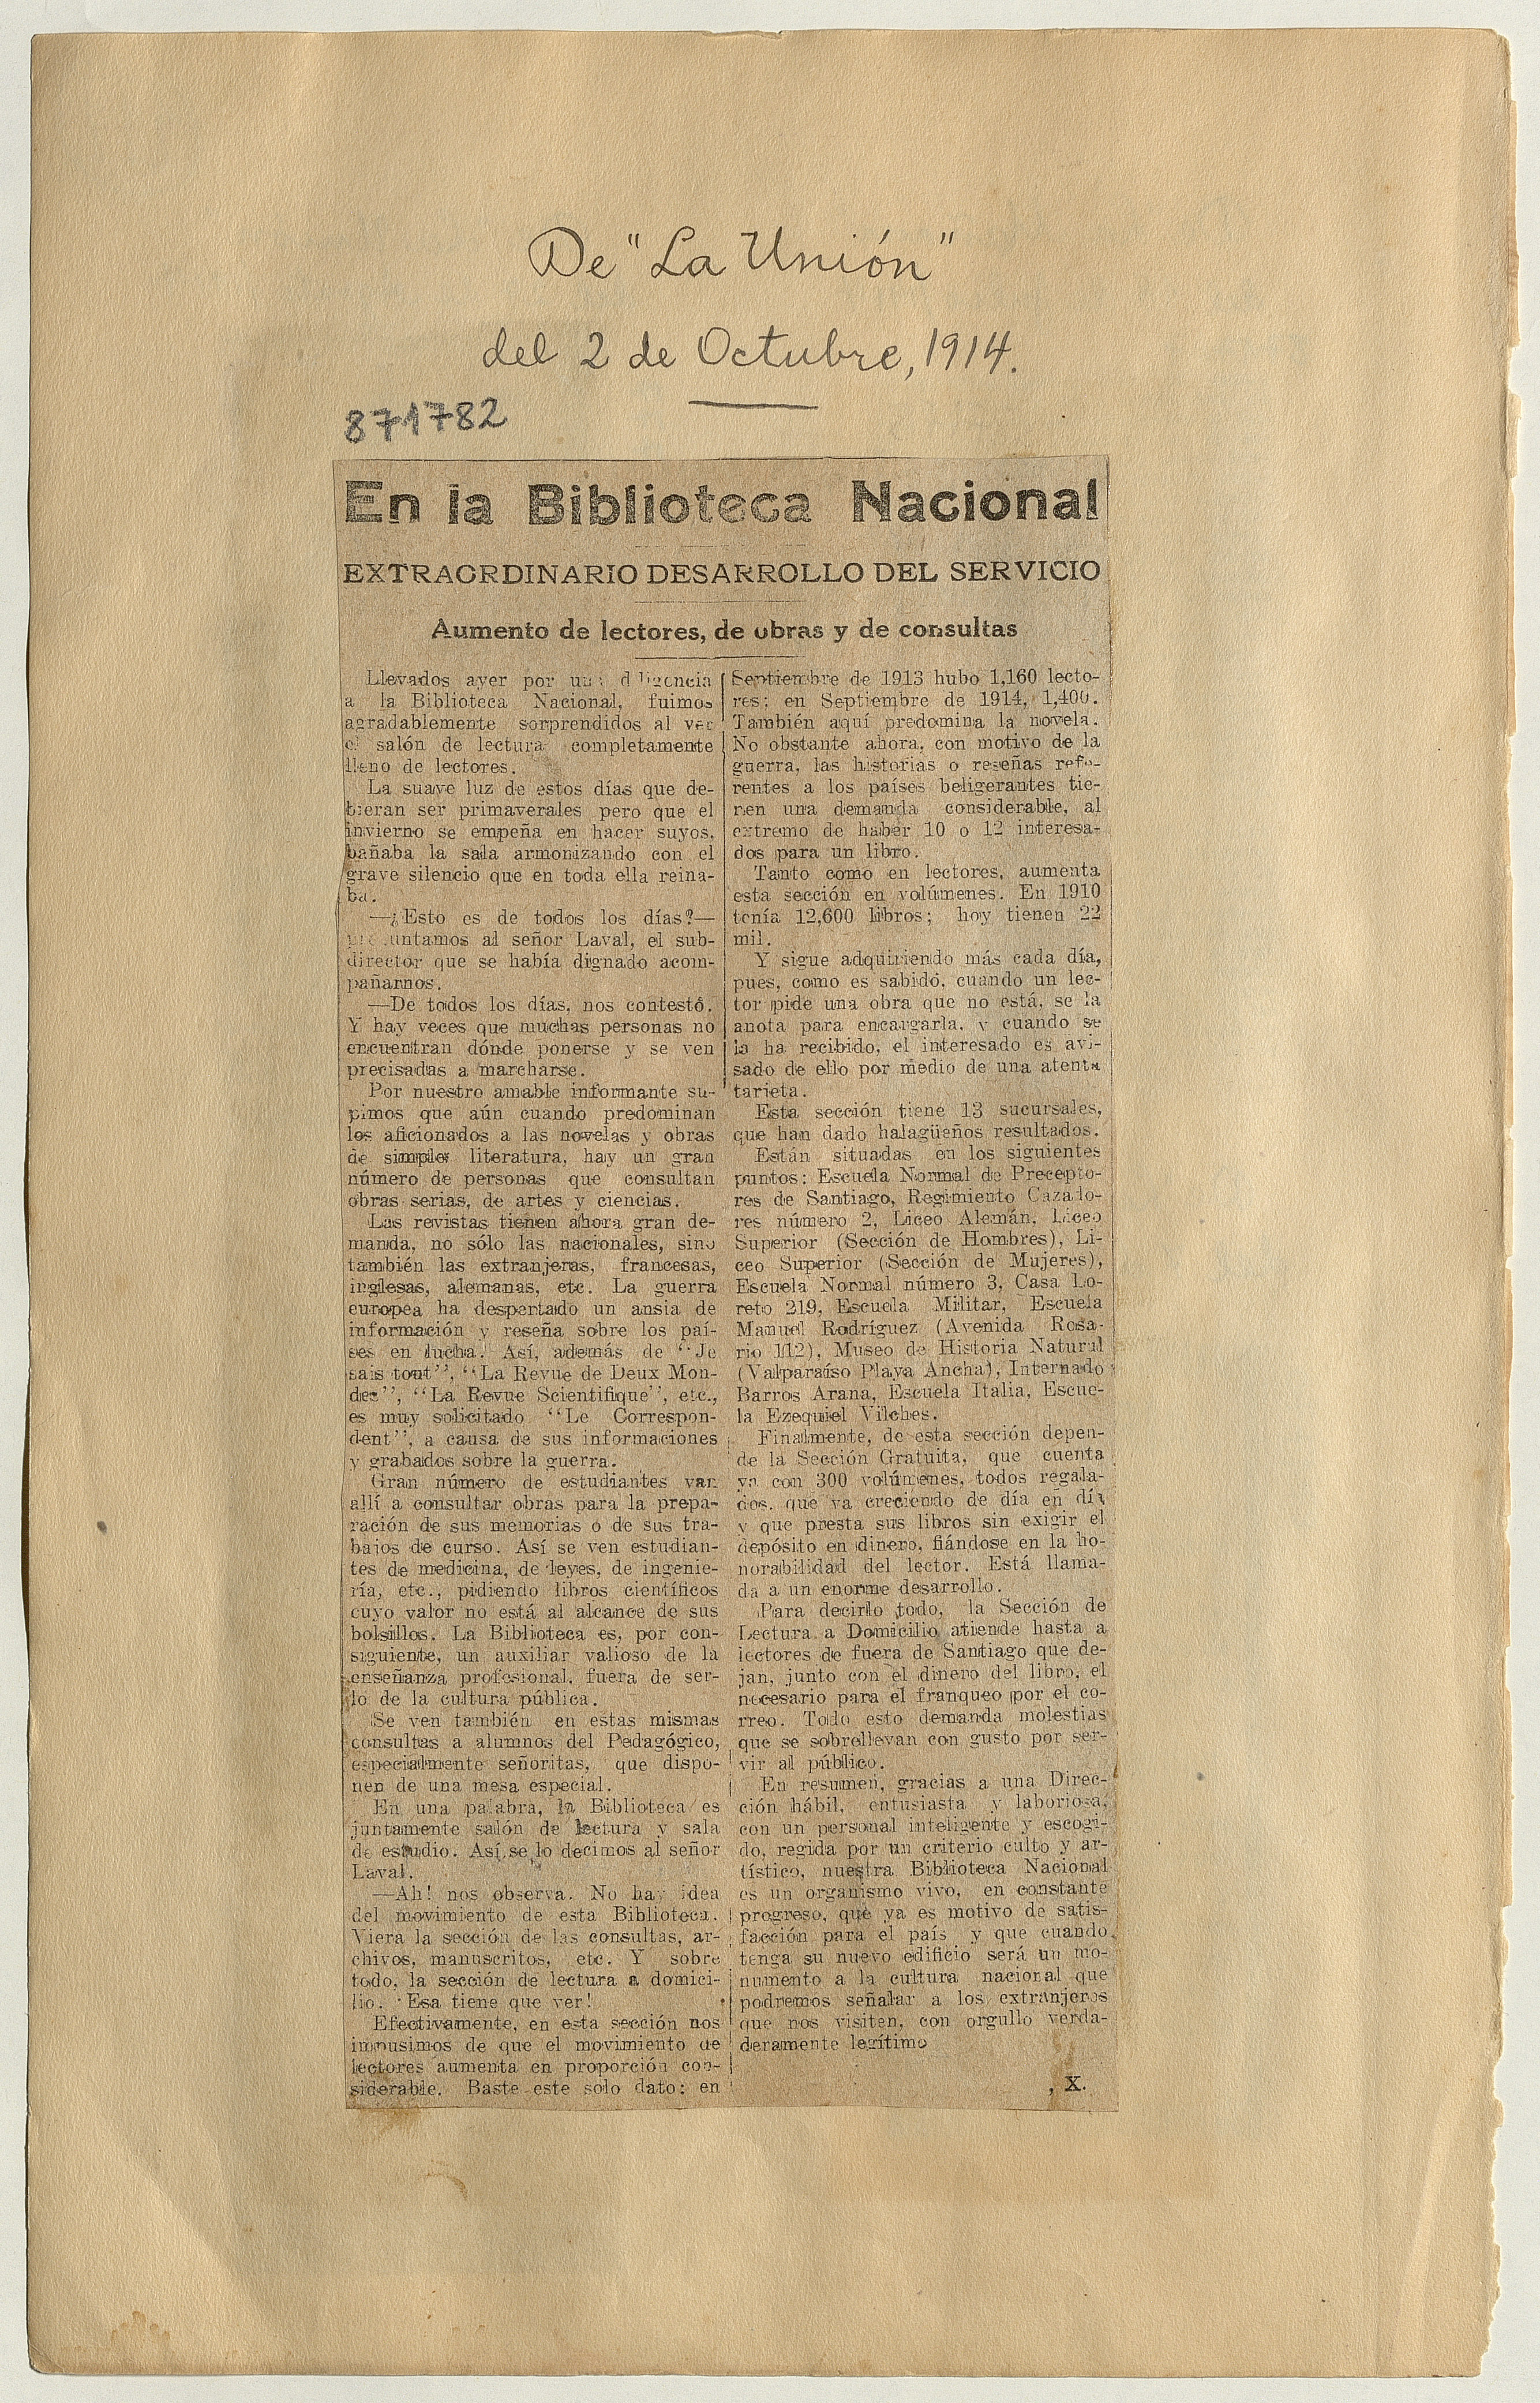 De "La Unión"
del 2 de Octubre, 1914.
871782
En la Biblioteca Nacional
EXTRAORDINARIO DESARROLLO DEL SERVICIO
Aumento de lectores, de obras y de consultas
Llevados ayer por una diligencia
a la Biblioteca Nacional, fuimos
agradablemente sorprendidos al ver
el salón de lectura completamente
lleno de lectores.
La suave luz de estos días que de-
bieran ser primaverales pero que el
invierno se empeña en hacer suyos,
bañaba la sala armonizando con el
grave silencio que en toda ella reina-
ba.
—¿Esto es de todos los días?—
preguntamos al señor Laval, el sub-
director que se había dignado acom-
pañarnos.
—De todos los días, nos contestó.
Y hay veces que muchas personas no
encuentran dónde ponerse y se ven
precisadas a marcharse.
Por nuestro amable informante su-
pimos que aún cuando predominan
los aficionados a las novelas y obras
de simple literatura, hay un gran
número de personas que consultan
obras serias, de artes y ciencias.
Las revistas tienen ahora gran de-
manda, no sólo las nacionales, sino
también las extranjeras, francesas,
inglesas, alemanas, etc. La guerra
europea ha despertado un ansia de
información y reseña sobre los paí-
ses en lucha. Así, además de "Je
sais tout", "La Revue de Deux Mon-
des", "La Revue Scientifique", etc.,
es muy solicitado "Le Correspon-
dent", a causa de sus informaciones
y grabados sobre la guerra.
Gran número de estudiantes van
allí a consultar obras para la prepa-
ración de sus memorias o de sus tra-
bajos de curso. Así se ven estudian-
tes de medicina, de leyes, de ingenie-
ría, etc., pidiendo libros científicos
cuyo valor no está al alcance de sus
bolsillos. La Biblioteca es, por con-
siguiente, un auxiliar valioso de la
enseñanza profesional, fuera de ser-
lo de la cultura pública.
Se ven también en estas mismas
consultas a alumnos del Pedagógico,
especialmente señoritas, que dispo-
nen de una mesa especial.
En una palabra, la Biblioteca es
juntamente salón de lectura y sala
de estudio. Así se lo decimos al señor
Laval.
—Ah! nos observa. No hay idea
del movimiento de esta Biblioteca.
Viera la sección de las consultas, ar-
chivos, manuscritos, etc. Y sobre
todo, la sección de lectura a domici-
lio. Esa tiene que ver!
Efectivamente, en esta sección nos
impusimos de que el movimiento de
lectores aumenta en proporción con-
siderable. Baste este solo dato: en
Septiembre de 1913 hubo 1,160 lecto-
res; en Septiembre de 1914, 1,400.
También aquí predomina la novela.
No obstante ahora, con motivo de la
guerra, las historias o reseñas refe-
rentes a los países beligerantes tie-
nen una demanda considerable, al
extremo de haber 10 o 12 interesa-
dos para un libro.
Tanto como en lectores, aumenta
esta sección en volúmenes. En 1910
tenía 12,600 libros; hoy tienen 22
mil.
Y sigue adquiriendo más cada día,
pues, como es sabido, cuando un lec-
tor pide una obra que no está, se la
anota para encargarla, y cuando se
la ha recibido, el interesado es avi-
sado de ello por medio de una atenta
tarjeta.
Esta sección tiene 13 sucursales,
que han dado halagüeños resultados.
Están situadas en los siguientes
puntos: Escuela Normal de Precepto-
res de Santiago, Regimiento Cazado-
res número 2, Liceo Alemán, Liceo
Superior (Sección de Hombres), Li-
ceo Superior (Sección de Mujeres),
Escuela Normal número 3, Casa Lo-
reto 219, Escuela Militar, Escuela
Manuel Rodríguez (Avenida Rosa-
rio 112), Museo de Historia Natural
(Valparaíso Playa Ancha), Internado
Barros Arana, Escuela Italia, Escue-
la Ezequiel Vilches.
Finalmente, de esta sección depen-
de la Sección Gratuita, que cuenta
ya con 300 volúmenes, todos regala-
dos, que va creciendo de día en día
y que presta sus libros sin exigir el
depósito en dinero, fiándose en la ho-
norabilidad del lector. Está llama-
da a un enorme desarrollo.
Para decirlo todo, la Sección de
Lectura a Domicilio atiende hasta a
lectores de fuera de Santiago que de-
jan, junto con el dinero del libro, el
necesario para el franqueo por el co-
rreo. Todo esto demanda molestias
que se sobrellevan con gusto por ser-
vir al público.
En resumen, gracias a una Direc-
ción hábil, entusiasta y laboriosa,
con un personal inteligente y escogi-
do, regida por un criterio culto y ar-
tístico, nuestra Biblioteca Nacional
es un organismo vivo, en constante
progreso, que ya es motivo de satis-
facción para el país y que cuando
tenga su nuevo edificio será un mo-
numento a la cultura nacional que
podremos señalar a los extranjeros
que nos visiten, con orgullo verda-
deramente legítimo
X.